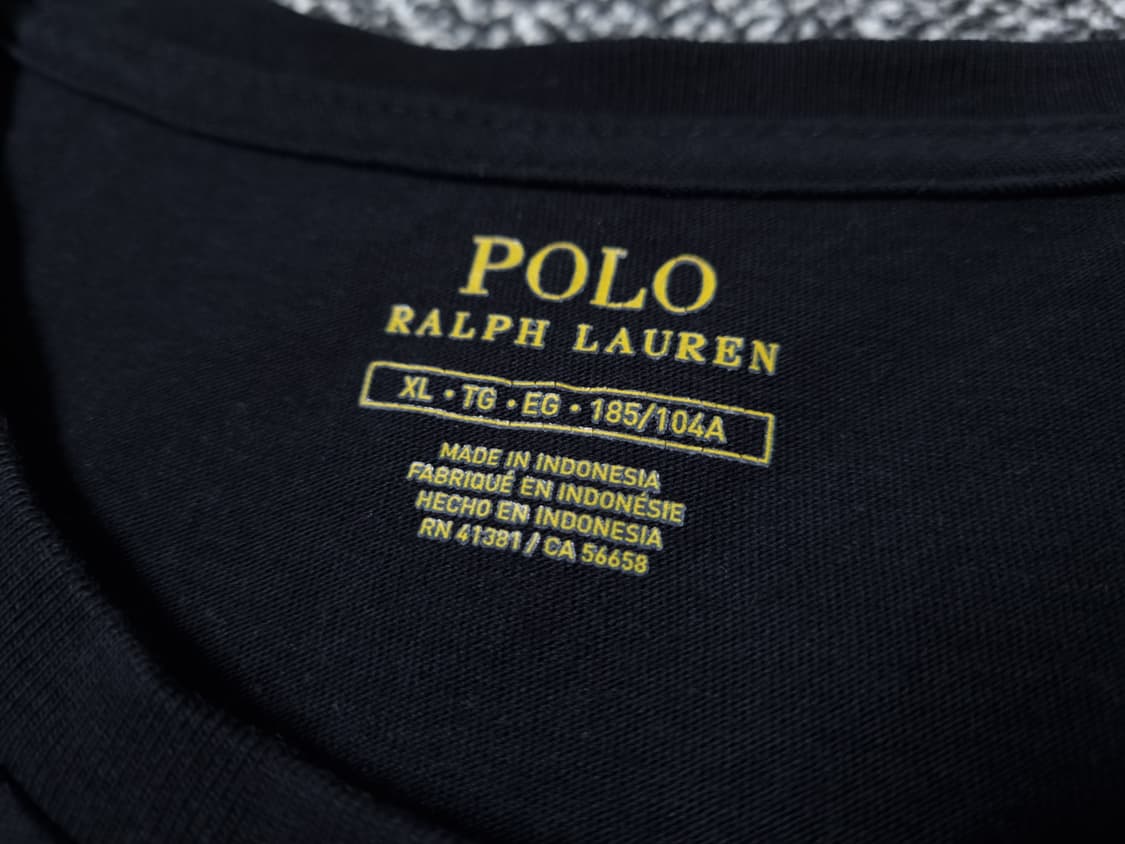 POLO
RALPH LAUREN
XL • TG • EG • 185/104A
MADE IN INDONESIA
FABRIQUÉ EN INDONÉSIE
HECHO EN INDONESIA
RN 41381 / CA 56658